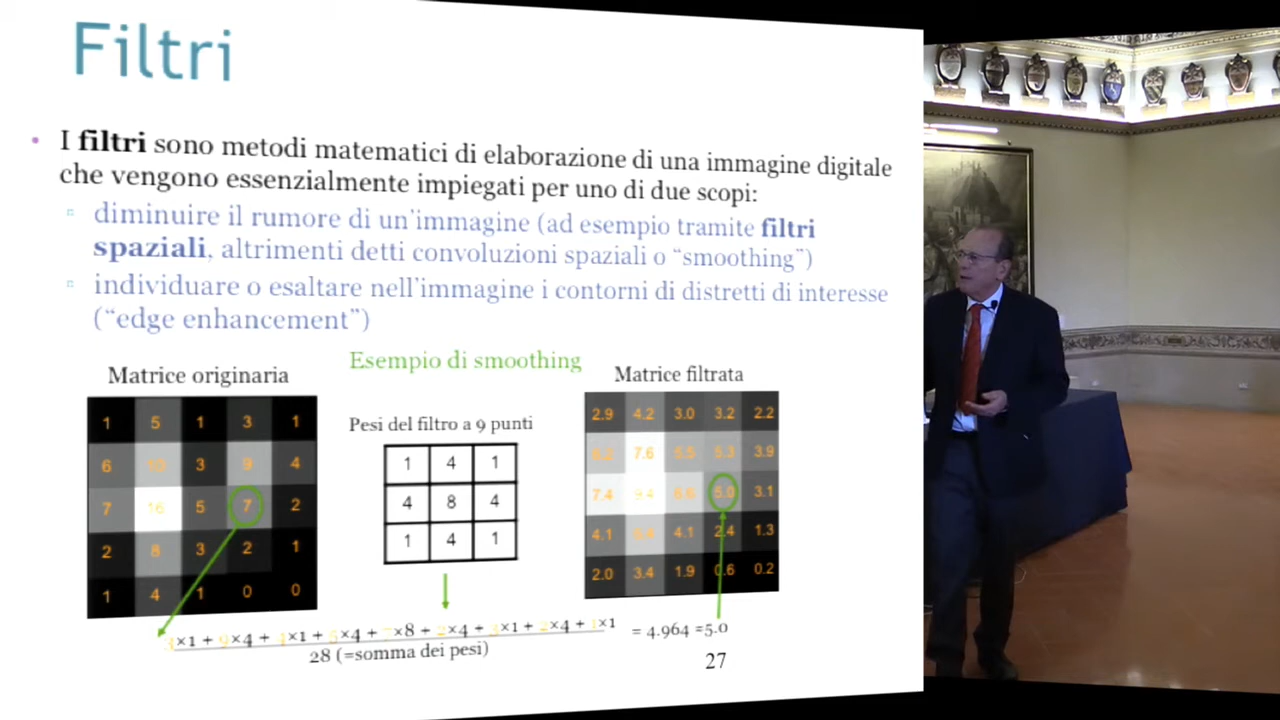 Filtri
• I filtri sono metodi matematici di elaborazione di una immagine digitale
che vengono essenzialmente impiegati per uno di due scopi:
diminuire il rumore di un'immagine (ad esempio tramite filtri
spaziali, altrimenti detti convoluzioni spaziali o “smoothing”)
individuare o esaltare nell'immagine i contorni di distretti di interesse
(“edge enhancement”)
Esempio di smoothing
Matrice originaria
1 5 1 3 1
6 3 9 4
7 16 5 7 2
2 8 3 2 1
1 4 1 0 0
Pesi del filtro a 9 punti
1 4 1
4 8 4
1 4 1
Matrice filtrata
2.9 4.2 3.0 3.2 2.2
7.6 5.5 5.3 3.9
7.4 9.4 5.0 3.1
4.1 4.1 2.4 1.3
2.0 3.4 1.9 0.6 0.2
×1 + 9×4 + ×1 + 5×4 + ×8 + 2×4 + ×1 + 2×4 + 1×1
28 (=somma dei pesi)
= 4.964 =5.0
27